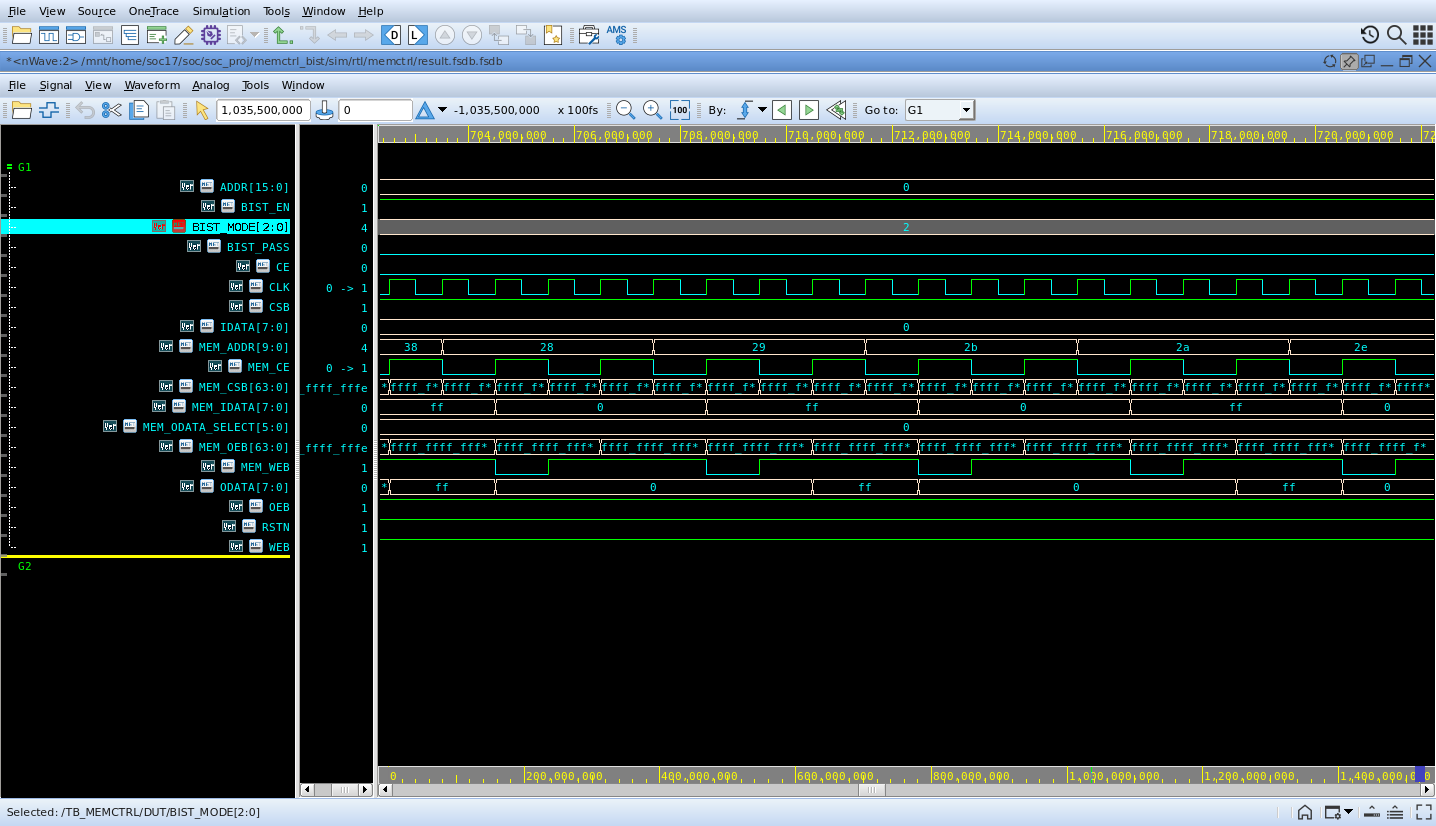 File View Source OneTrace Simulation Tools Window Help
D L AMS
*<nWave:2> /mnt/home/soc17/soc/soc_proj/memctrl_bist/sim/rtl/memctrl/result.fsdb.fsdb
File Signal View Waveform Analog Tools Window
1,035,500,000 0 -1,035,500,000 x 100fs 100 By: Go to: G1
704,000,000 706,000,000 708,000,000 710,000,000 712,000,000 714,000,000 716,000,000 718,000,000 720,000,000 72
G1
ADDR[15:0] 0 0
BIST_EN 1
BIST_MODE[2:0] 4 2
BIST_PASS 0
CE 0
CLK 0 -> 1
CSB 1
IDATA[7:0] 0 0
MEM_ADDR[9:0] 4 38 28 29 2b 2a 2e
MEM_CE 0 -> 1
MEM_CSB[63:0] _ffff_fffe * ffff_f* ffff_f* ffff_f* ffff_f* ffff_f* ffff_f* ffff_f* ffff_f* ffff_f* ffff_f* ffff_f* ffff_f* ffff_f* ffff_f* ffff_f* ffff_f* ffff_f* ffff_f* ffff_f* ffff*
MEM_IDATA[7:0] 0 ff 0 ff 0 ff 0
MEM_ODATA_SELECT[5:0] 0 0
MEM_OEB[63:0] _ffff_fffe * ffff_ffff_fff* ffff_ffff_fff* ffff_ffff_fff* ffff_ffff_fff* ffff_ffff_fff* ffff_ffff_fff* ffff_ffff_fff* ffff_ffff_fff* ffff_ffff_fff* ffff_ffff_f*
MEM_WEB 1
ODATA[7:0] 0 * ff 0 ff 0 ff 0
OEB 1
RSTN 1
WEB 1
G2
0 200,000,000 400,000,000 600,000,000 800,000,000 1,000,000,000 1,200,000,000 1,400,000,000
Selected: /TB_MEMCTRL/DUT/BIST_MODE[2:0]